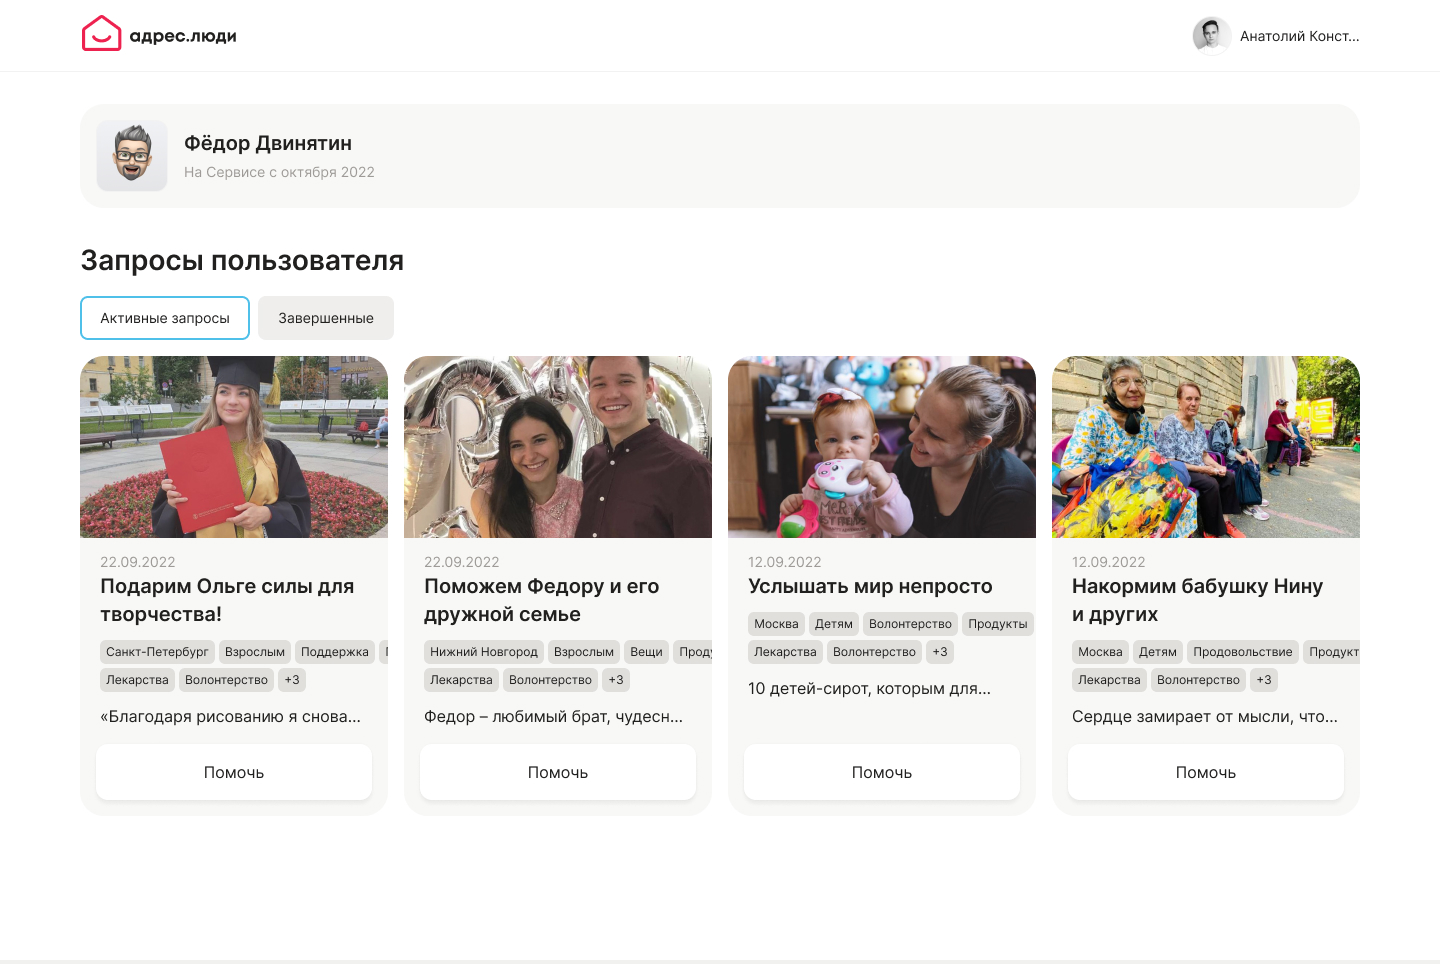 адрес.люди
Анатолий Конст...
Фёдор Двинятин
На Сервисе с октября 2022
Запросы пользователя
Активные запросы
Завершенные
22.09.2022
Подарим Ольге силы для
творчества!
Санкт-Петербург Взрослым Поддержка
Лекарства Волонтерство +3
«Благодаря рисованию я снова...
Помочь
22.09.2022
Поможем Федору и его
дружной семье
Нижний Новгород Взрослым Вещи Проду
Лекарства Волонтерство +3
Федор – любимый брат, чудесн...
Помочь
12.09.2022
Услышать мир непросто
Москва Детям Волонтерство Продукты
Лекарства Волонтерство +3
10 детей-сирот, которым для...
Помочь
12.09.2022
Накормим бабушку Нину
и других
Москва Детям Продовольствие Продукт
Лекарства Волонтерство +3
Сердце замирает от мысли, что...
Помочь